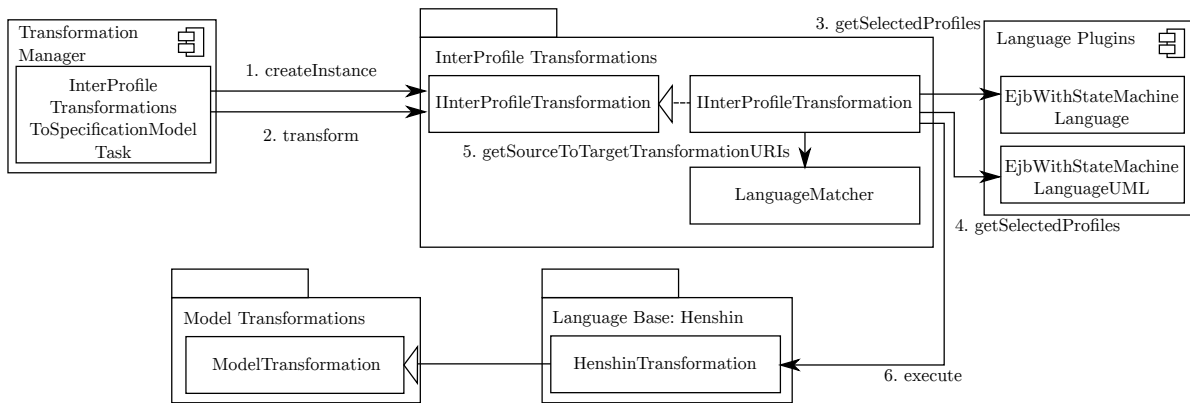 Transformation
Manager
InterProfile
Transformations
ToSpecificationModel
Task
1. createInstance
2. transform
InterProfile Transformations
IInterProfileTransformation
IInterProfileTransformation
5. getSourceToTargetTransformationURIs
LanguageMatcher
3. getSelectedProfiles
Language Plugins
EjbWithStateMachine
Language
EjbWithStateMachine
LanguageUML
4. getSelectedProfiles
Model Transformations
ModelTransformation
Language Base: Henshin
HenshinTransformation
6. execute